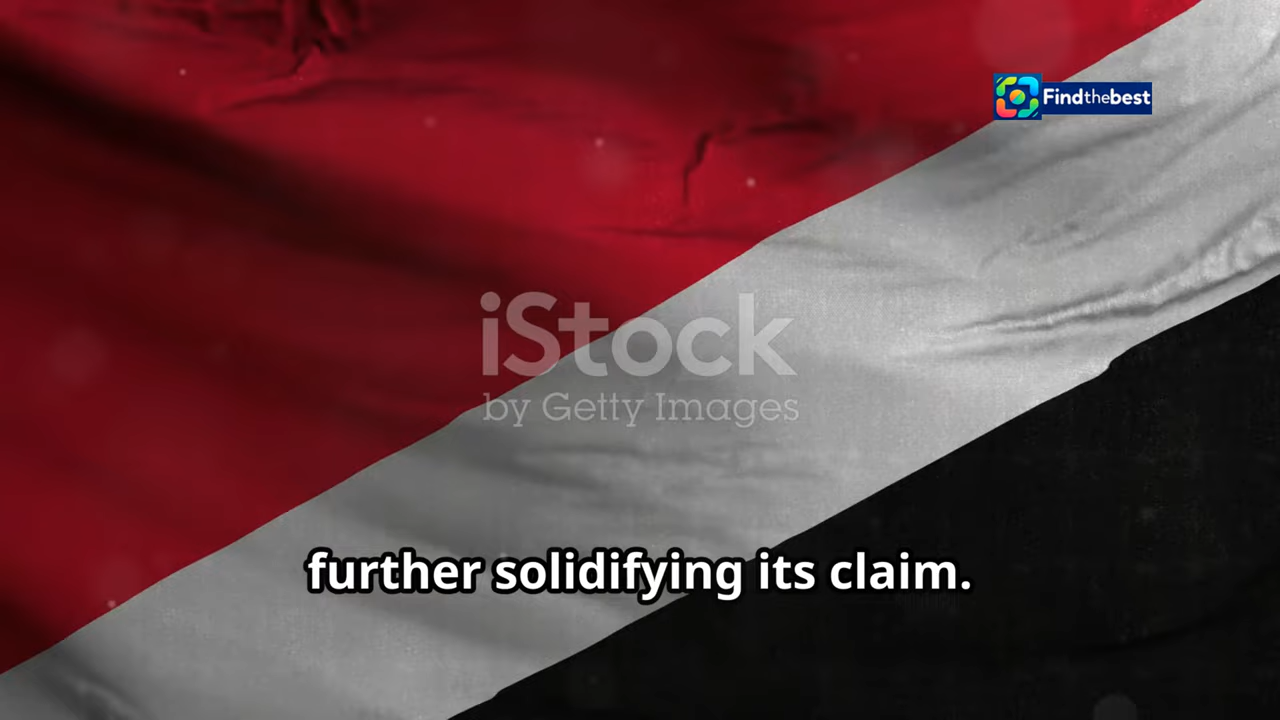 Findthebest
iStock
by Getty Images
further solidifying its claim.